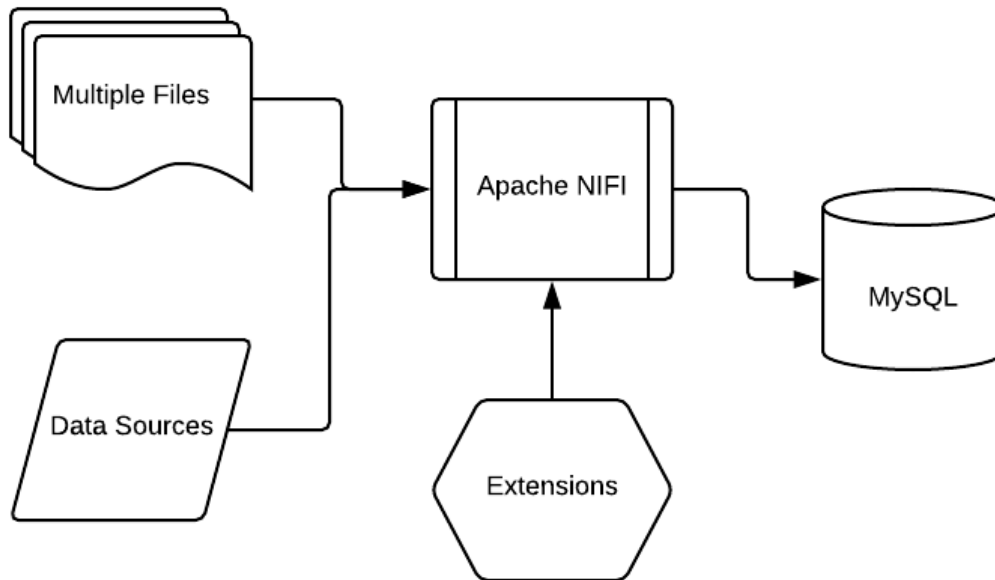 Multiple Files
Apache NIFI
MySQL
Data Sources
Extensions